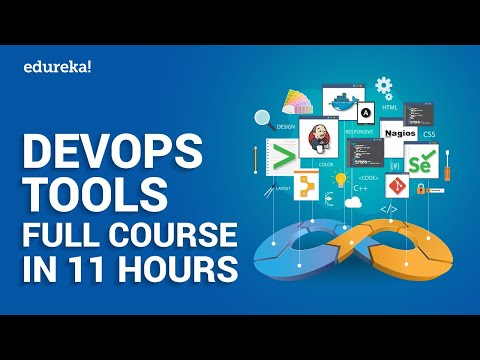 edureka!
DEVOPS
TOOLS
FULL COURSE
IN 11 HOURS
HTML
DESIGN
RESPONSIVE
A
Nagios
CSS
COLOR
Se
LAYOUT
<CODE>
C++
</>